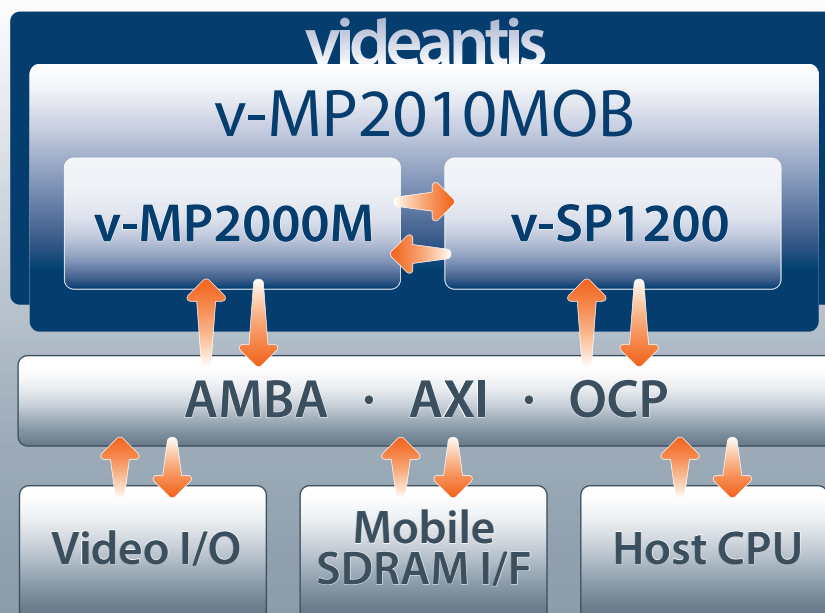 videantis
v-MP2010MOB
v-MP2000M
v-SP1200
AMBA · AXI · OCP
Video I/O
Mobile
SDRAM I/F
Host CPU